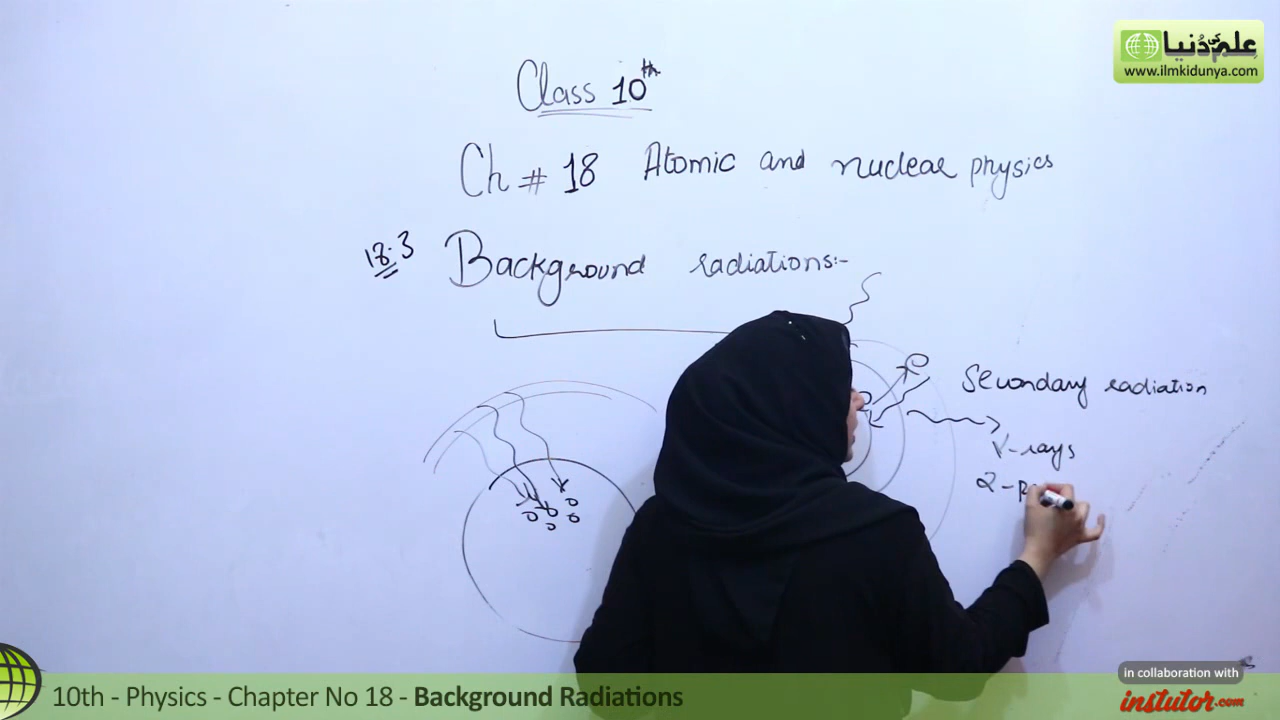 علم کی دُنیا
www.ilmkidunya.com
Class 10th
Ch # 18 Atomic and nuclear physics
18.3 Background radiations:-
Secondary radiation
γ-rays
α-
in collaboration with
instutor.com
10th - Physics - Chapter No 18 - Background Radiations